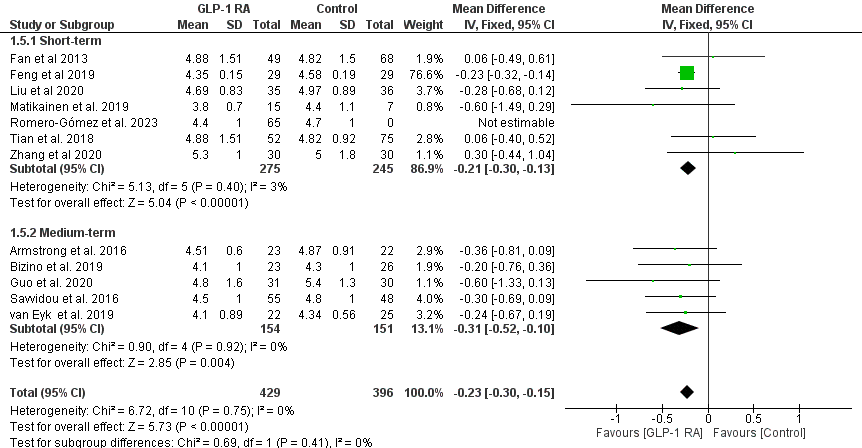 GLP-1 RA Control Mean Difference Mean Difference
Study or Subgroup Mean SD Total Mean SD Total Weight IV, Fixed, 95% CI IV, Fixed, 95% CI
1.5.1 Short-term
Fan et al 2013 4.88 1.51 49 4.82 1.5 68 1.9% 0.06 [-0.49, 0.61]
Feng et al 2019 4.35 0.15 29 4.58 0.19 29 76.6% -0.23 [-0.32, -0.14]
Liu et al 2020 4.69 0.83 35 4.97 0.89 36 3.6% -0.28 [-0.68, 0.12]
Matikainen et al. 2019 3.8 0.7 15 4.4 1.1 7 0.7% -0.60 [-1.49, 0.29]
Romero-Gómez et al. 2023 4.4 1 65 4.7 1 0 Not estimable
Tian et al. 2018 4.88 1.51 52 4.82 0.92 75 2.8% 0.06 [-0.40, 0.52]
Zhang et al 2020 5.3 1 30 5 1.8 30 1.1% 0.30 [-0.44, 1.04]
Subtotal (95% CI) 275 245 86.9% -0.21 [-0.30, -0.13]
Heterogeneity: Chi² = 5.13, df = 5 (P = 0.40); I² = 3%
Test for overall effect: Z = 5.04 (P < 0.00001)
1.5.2 Medium-term
Armstrong et al. 2016 4.51 0.6 23 4.87 0.91 22 2.9% -0.36 [-0.81, 0.09]
Bizino et al. 2019 4.1 1 23 4.3 1 26 1.9% -0.20 [-0.76, 0.36]
Guo et al. 2020 4.8 1.6 31 5.4 1.3 30 1.1% -0.60 [-1.33, 0.13]
Savvidou et al. 2016 4.5 1 55 4.8 1 48 4.0% -0.30 [-0.69, 0.09]
van Eyk et al. 2019 4.1 0.89 22 4.34 0.56 25 3.1% -0.24 [-0.67, 0.19]
Subtotal (95% CI) 154 151 13.1% -0.31 [-0.52, -0.10]
Heterogeneity: Chi² = 0.90, df = 4 (P = 0.92); I² = 0%
Test for overall effect: Z = 2.85 (P = 0.004)
Total (95% CI) 429 396 100.0% -0.23 [-0.30, -0.15]
Heterogeneity: Chi² = 6.72, df = 10 (P = 0.75); I² = 0%
Test for overall effect: Z = 5.73 (P < 0.00001)
Test for subgroup differences: Chi² = 0.69, df = 1 (P = 0.41), I² = 0%
-1 -0.5 0 0.5 1
Favours [GLP-1 RA] Favours [Control]